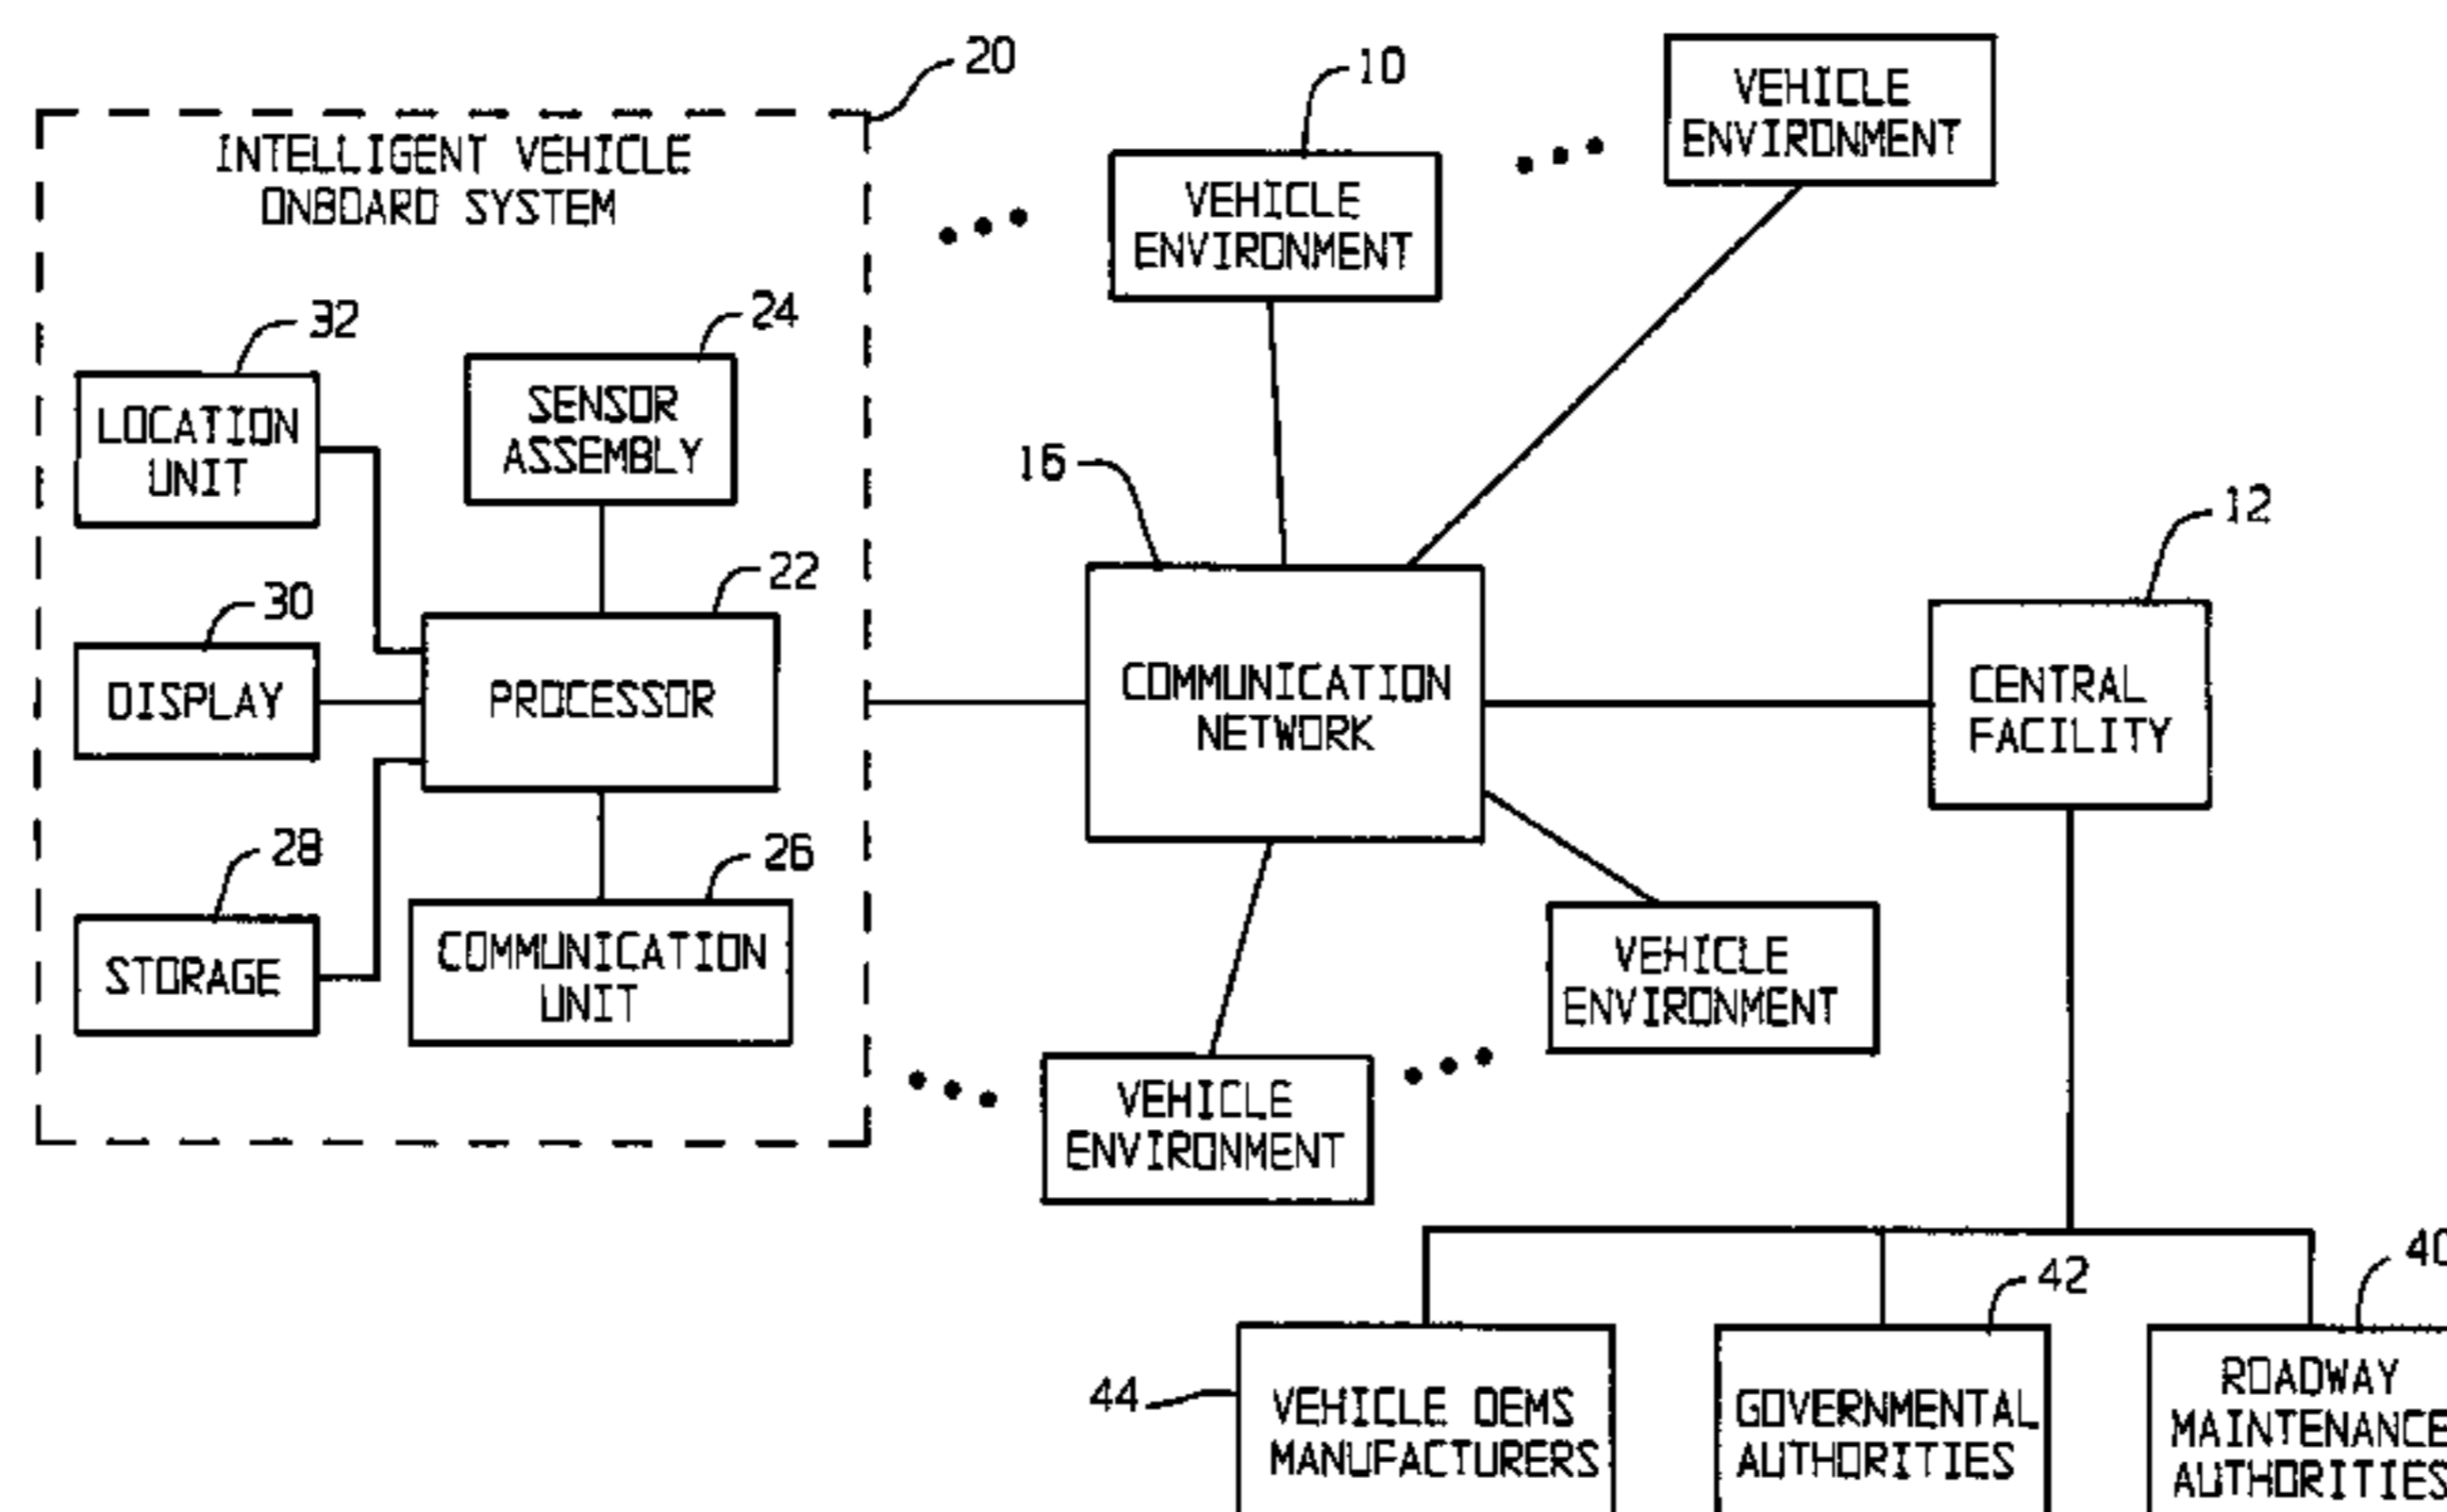 20
10
VEHICLE
ENVIRONMENT
INTELLIGENT VEHICLE
ONBOARD SYSTEM
VEHICLE
ENVIRONMENT
32
24
LOCATION
UNIT
SENSOR
ASSEMBLY
16
12
30
22
DISPLAY
PROCESSOR
COMMUNICATION
NETWORK
CENTRAL
FACILITY
28
26
STORAGE
COMMUNICATION
UNIT
VEHICLE
ENVIRONMENT
VEHICLE
ENVIRONMENT
40
42
44
VEHICLE OEMS
MANUFACTURERS
GOVERNMENTAL
AUTHORITIES
ROADWAY
MAINTENANCE
AUTHORITIES